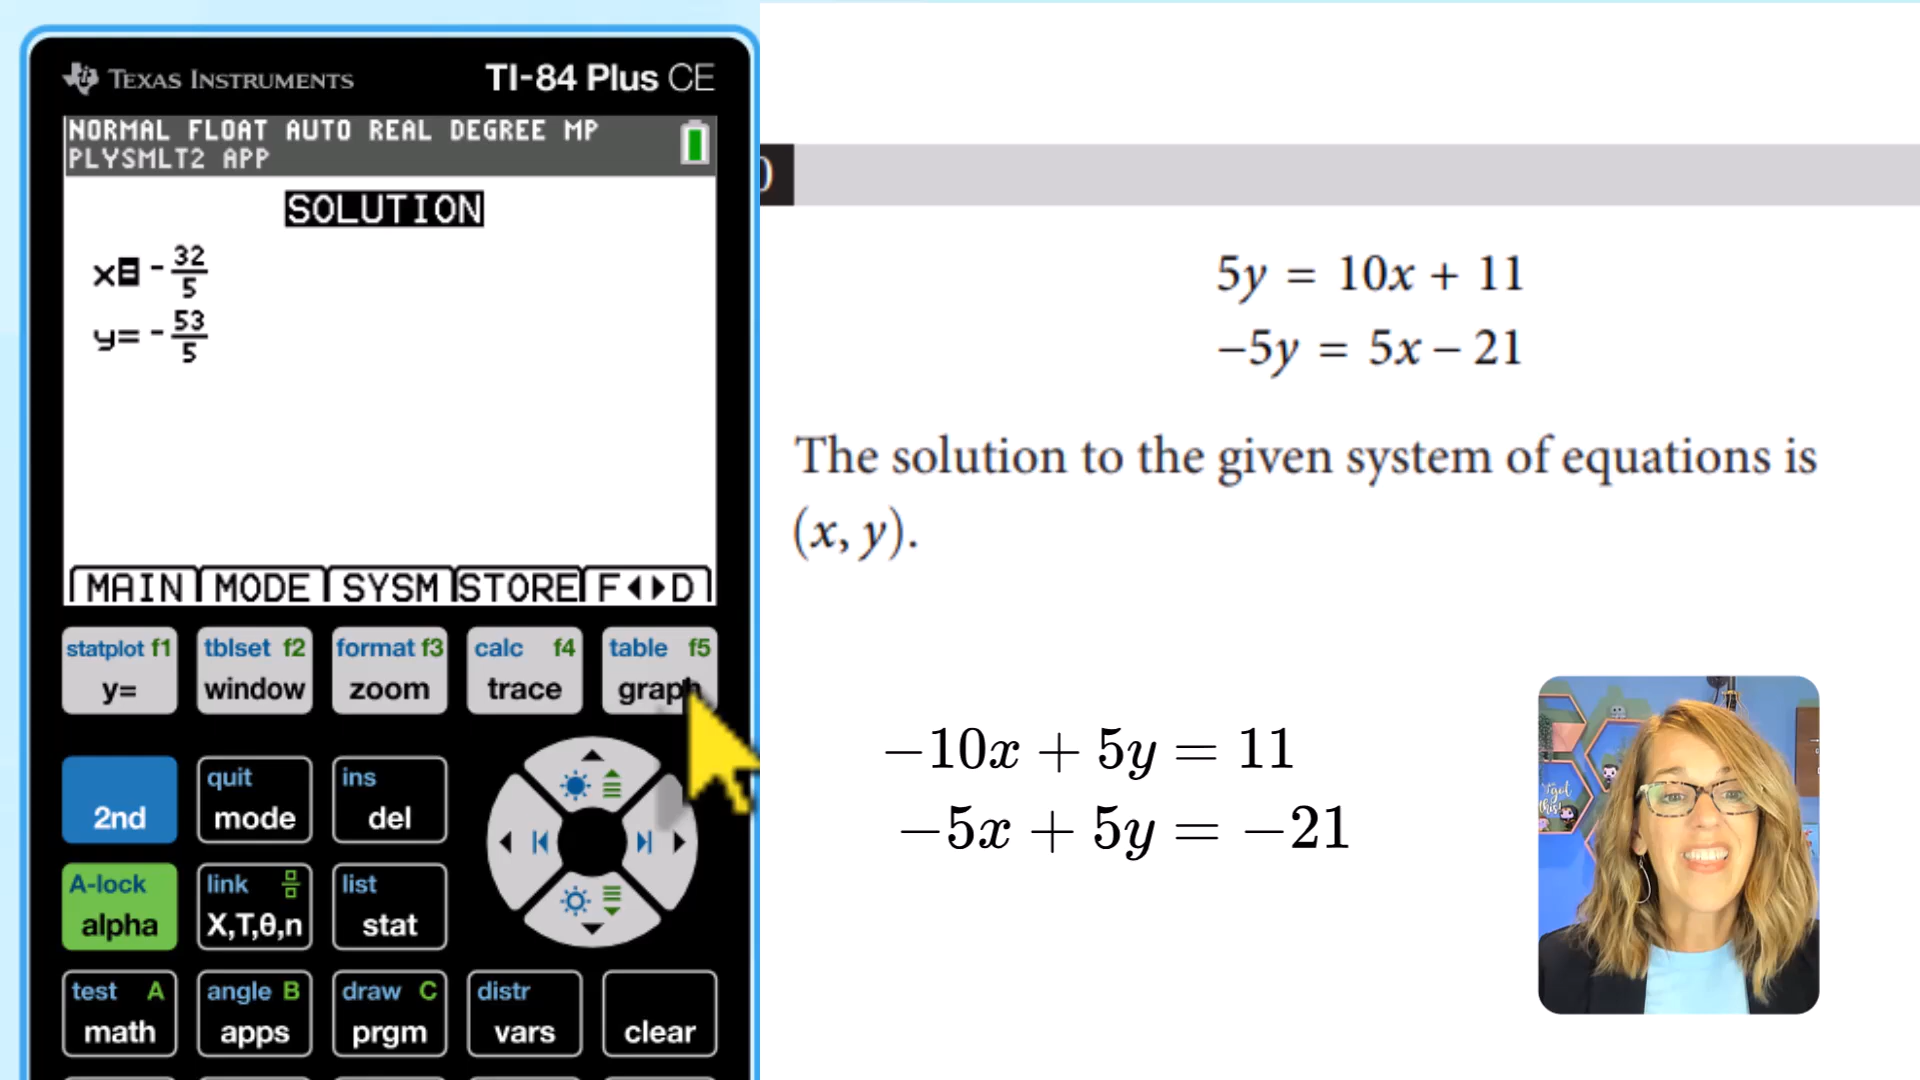 TEXAS INSTRUMENTS
TI-84 Plus CE
NORMAL FLOAT AUTO REAL DEGREE MP
PLYSMLT2 APP
SOLUTION
x= -32/5
y= -53/5
MAIN MODE SYSM STORE F◂▸D
statplot f1 tblset f2 format f3 calc f4 table f5
y= window zoom trace graph
quit ins
2nd mode del
A-lock link list
alpha X,T,θ,n stat
test A angle B draw C distr
math apps prgm vars clear
5y = 10x + 11
−5y = 5x − 21
The solution to the given system of equations is
(x, y).
−10x + 5y = 11
−5x + 5y = −21
got
this!